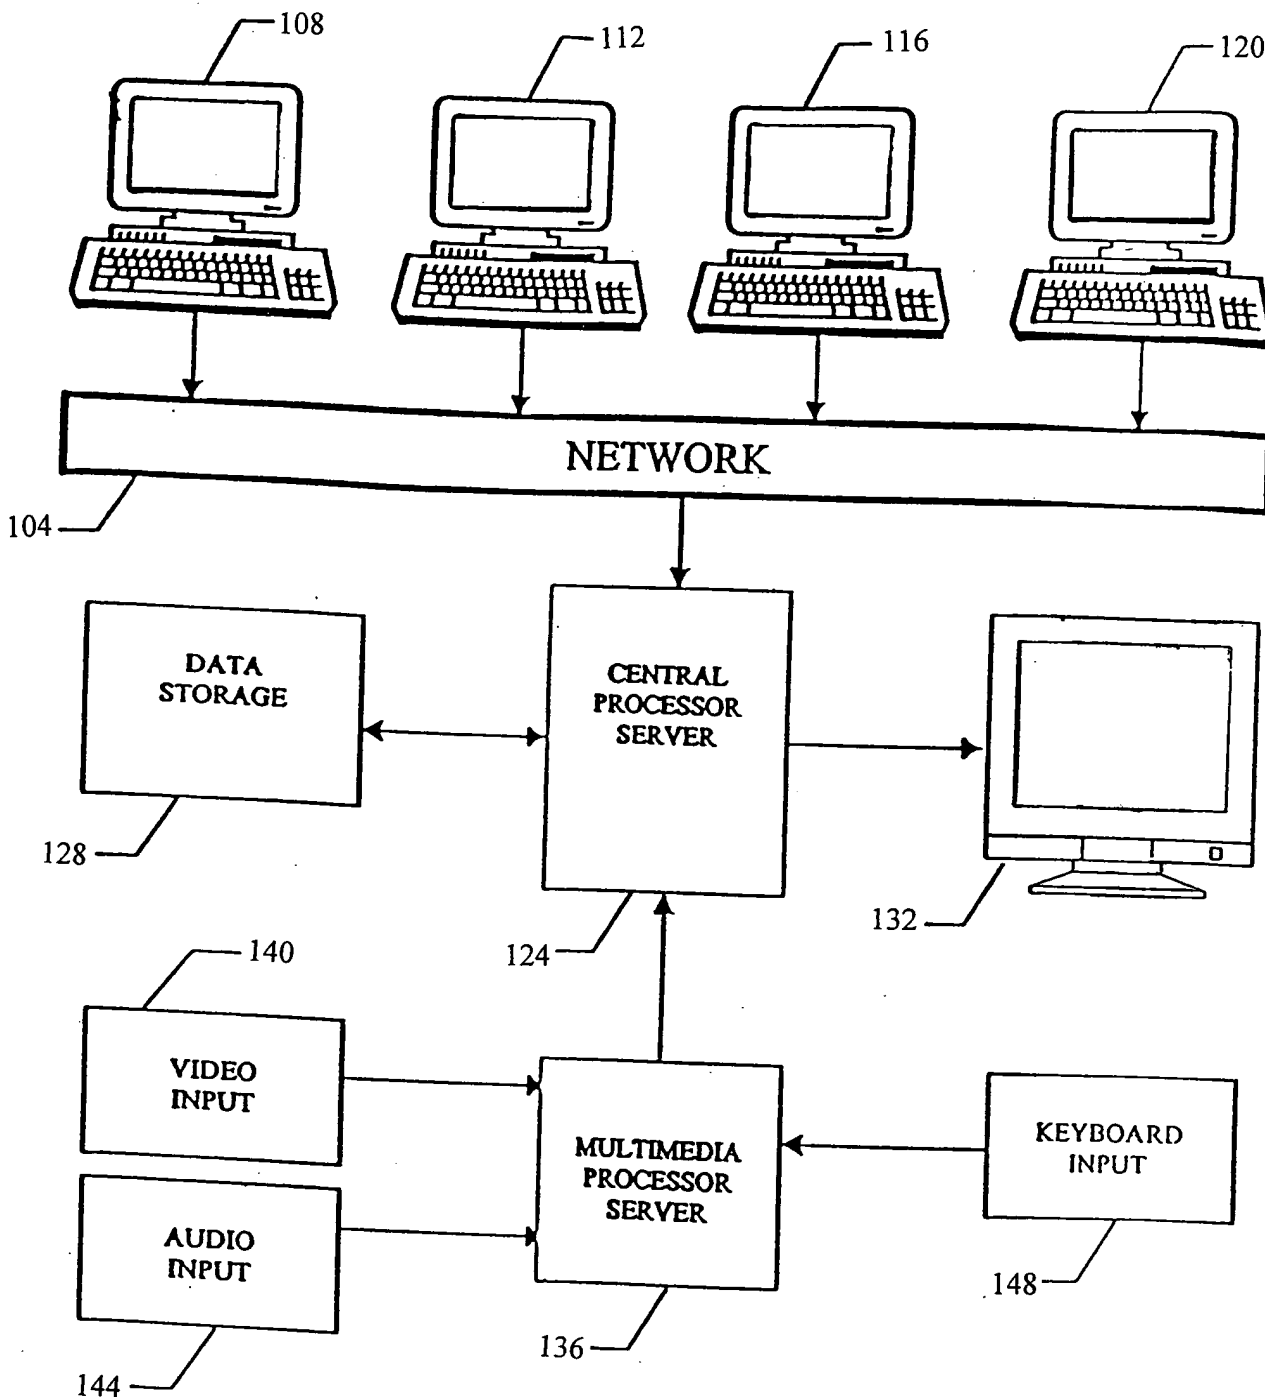 108
112
116
120
NETWORK
104
DATA
STORAGE
CENTRAL
PROCESSOR
SERVER
128
132
124
140
VIDEO
INPUT
MULTIMEDIA
PROCESSOR
SERVER
KEYBOARD
INPUT
AUDIO
INPUT
148
136
144